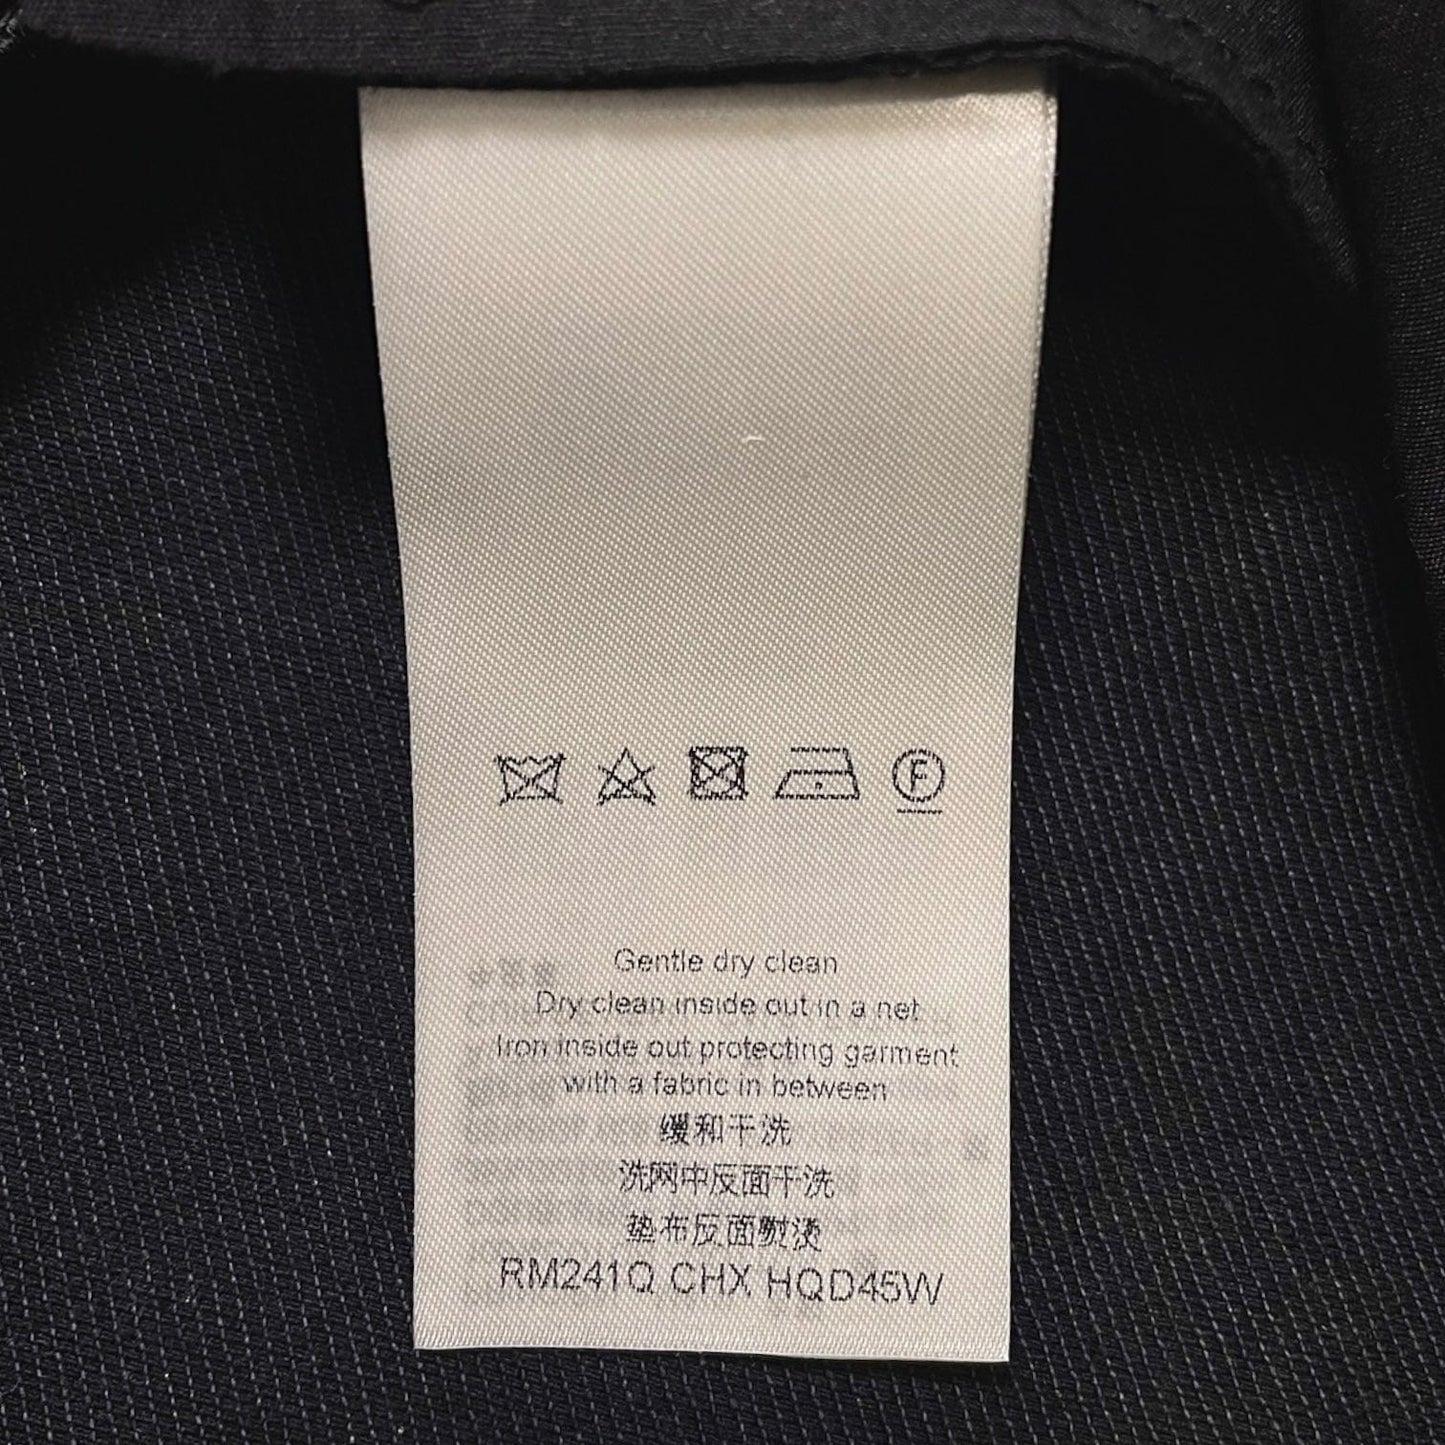 F
Gentle dry clean
Dry clean inside out in a net
Iron inside out protecting garment
with a fabric in between
缓和干洗
洗网中反面干洗
垫布反面熨烫
RM241Q CHX HQD45W